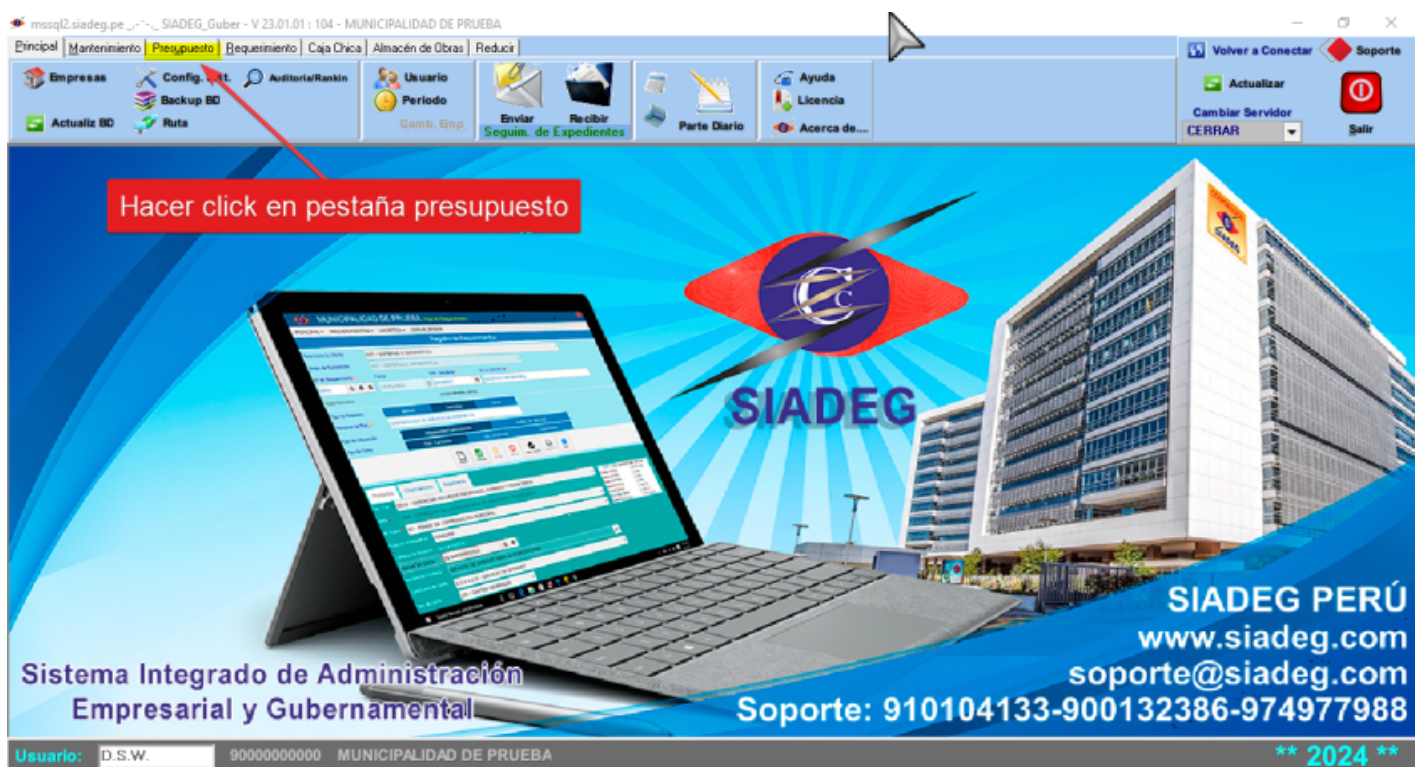 mssql2.siadeg.pe _.-´¨-._ SIADEG_Guber - V 23.01.01 : 104 - MUNICIPALIDAD DE PRUEBA
Principal Mantenimiento Presupuesto Requerimiento Caja Chica Almacén de Obras Reducir
Volver a Conectar Soporte
Empresas Auditoria/Rankin Usuario Ayuda
Actualizar
Backup BD Periodo Licencia
Cambiar Servidor
Actualiz BD Ruta Camb. Emp. Enviar Recibir Parte Diario Acerca de....
Seguim. de Expedientes
CERRAR Salir
Hacer click en pestaña presupuesto
MUNICIPALIDAD DE PRUEBA
SIADEG
SIADEG PERÚ
www.siadeg.com
soporte@siadeg.com
Sistema Integrado de Administración
Empresarial y Gubernamental
Soporte: 910104133-900132386-974977988
Usuario: D.S.W. 90000000000 MUNICIPALIDAD DE PRUEBA ** 2024 **